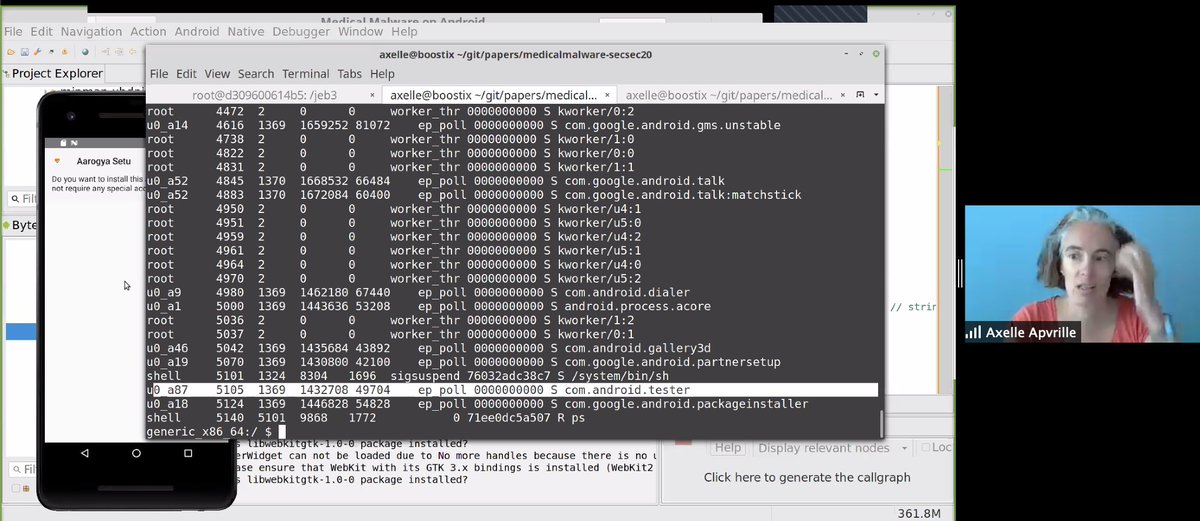 Medical Malware on Android
File Edit Navigation Action Android Native Debugger Window Help
axelle@boostix ~/git/papers/medicalmalware-secsec20
Project Explorer
File Edit View Search Terminal Tabs Help
root@d309600614b5: /jeb3 × axelle@boostix ~/git/papers/medical... × axelle@boostix ~/git/papers/medical... ×
root 4472 2 0 0 worker_thr 0000000000 S kworker/0:2
u0_a14 4616 1369 1659252 81072 ep_poll 0000000000 S com.google.android.gms.unstable
root 4738 2 0 0 worker_thr 0000000000 S kworker/1:0
root 4822 2 0 0 worker_thr 0000000000 S kworker/0:0
root 4831 2 0 0 worker_thr 0000000000 S kworker/1:1
u0_a52 4845 1370 1668532 66484 ep_poll 0000000000 S com.google.android.talk
u0_a52 4883 1370 1672084 60400 ep_poll 0000000000 S com.google.android.talk:matchstick
root 4950 2 0 0 worker_thr 0000000000 S kworker/u4:1
root 4951 2 0 0 worker_thr 0000000000 S kworker/u5:0
root 4959 2 0 0 worker_thr 0000000000 S kworker/u4:2
root 4961 2 0 0 worker_thr 0000000000 S kworker/u5:1
root 4964 2 0 0 worker_thr 0000000000 S kworker/u4:0
root 4970 2 0 0 worker_thr 0000000000 S kworker/u5:2
u0_a9 4980 1369 1462180 67440 ep_poll 0000000000 S com.android.dialer
u0_a1 5000 1369 1443636 53208 ep_poll 0000000000 S android.process.acore
root 5036 2 0 0 worker_thr 0000000000 S kworker/1:2
root 5037 2 0 0 worker_thr 0000000000 S kworker/0:1
u0_a46 5042 1369 1435684 43892 ep_poll 0000000000 S com.android.gallery3d
u0_a19 5070 1369 1430800 42100 ep_poll 0000000000 S com.google.android.partnersetup
shell 5101 1324 8304 1696 sigsuspend 76032adc38c7 S /system/bin/sh
u0_a87 5105 1369 1432708 49704 ep_poll 0000000000 S com.android.tester
u0_a18 5124 1369 1446828 54828 ep_poll 0000000000 S com.google.android.packageinstaller
shell 5140 5101 9868 1772 0 71ee0dc5a507 R ps
generic_x86_64:/ $
Aarogya Setu
Do you want to install this
not require any special acc
Filt
Byte
// strin
Axelle Apvrille
libwebkitgtk-1.0-0 package installed?
erWidget can not be loaded due to No more handles because there is no u
ase ensure that WebKit with its GTK 3.x bindings is installed (WebKit2
libwebkitgtk-1.0-0 package installed?
Fil
Help Display relevant nodes Loc
Click here to generate the callgraph
361.8M